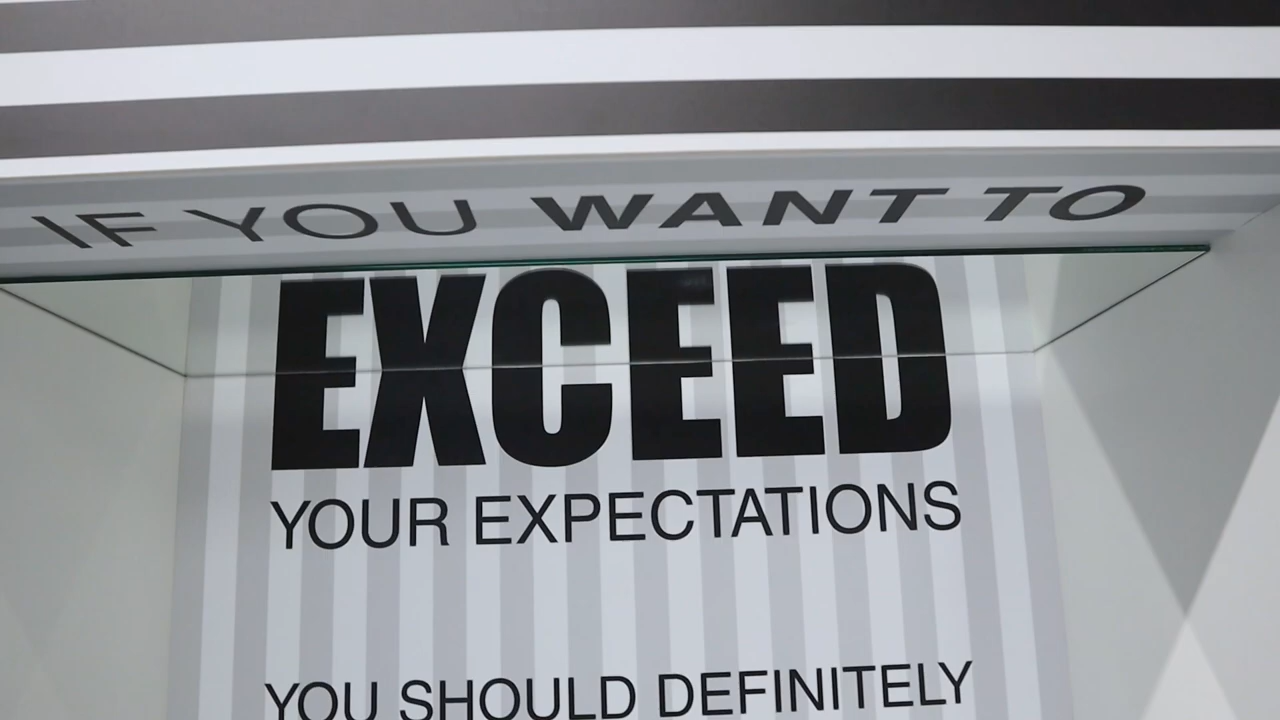 IF YOU WANT TO
EXCEED
YOUR EXPECTATIONS
YOU SHOULD DEFINITELY